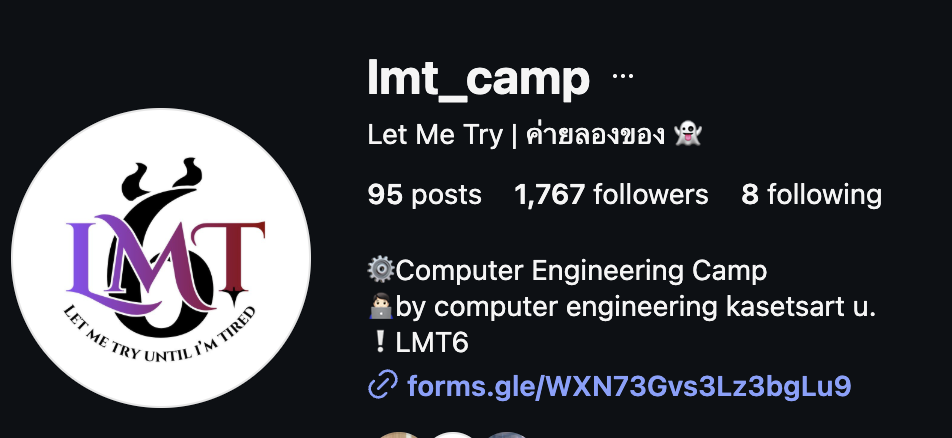 lmt_camp ...
Let Me Try | ค่ายลองของ 👻
95 posts 1,767 followers 8 following
LMT
6
LET ME TRY UNTIL I'M TIRED
⚙️Computer Engineering Camp
🧑🏻‍💻by computer engineering kasetsart u.
❕LMT6
forms.gle/WXN73Gvs3Lz3bgLu9